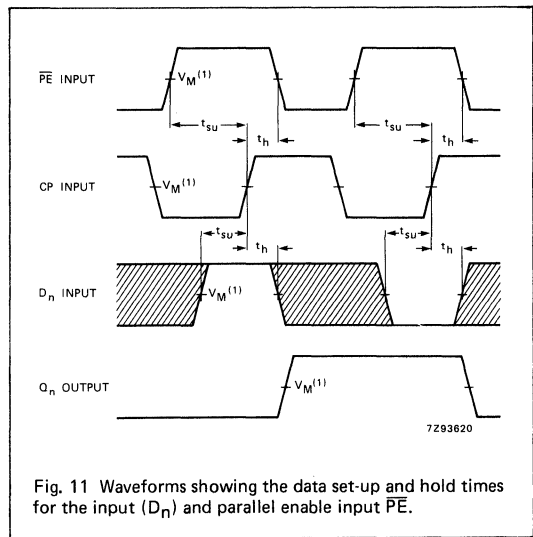 P̅E̅ INPUT
VM(1)
tsu
tsu
th
th
CP INPUT
VM(1)
tsu
tsu
th
th
Dn INPUT
VM(1)
Qn OUTPUT
VM(1)
7Z93620
Fig. 11 Waveforms showing the data set-up and hold times
for the input (Dn) and parallel enable input P̅E̅.